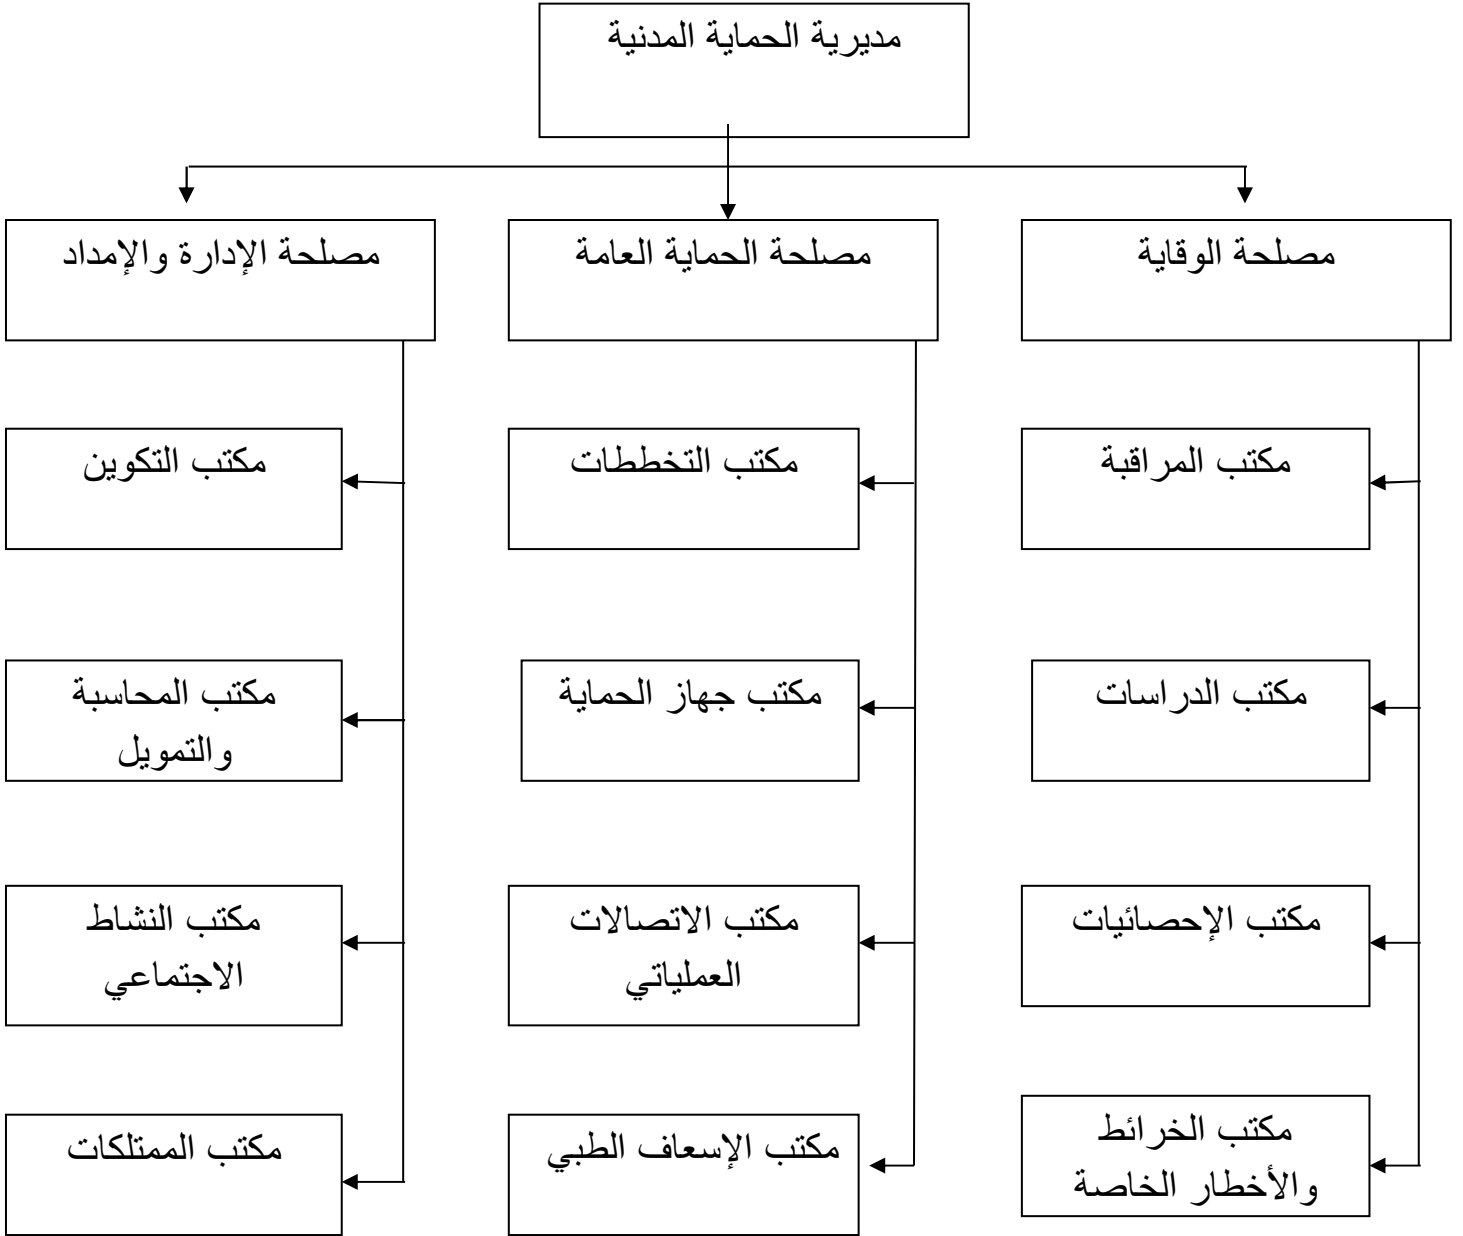 مديرية الحماية المدنية
مصلحة الوقاية
مصلحة الحماية العامة
مصلحة الإدارة والإمداد
مكتب المراقبة
مكتب التخططات
مكتب التكوين
مكتب الدراسات
مكتب جهاز الحماية
مكتب المحاسبة
والتمويل
مكتب الإحصائيات
مكتب الاتصالات
العملياتي
مكتب النشاط
الاجتماعي
مكتب الخرائط
والأخطار الخاصة
مكتب الإسعاف الطبي
مكتب الممتلكات